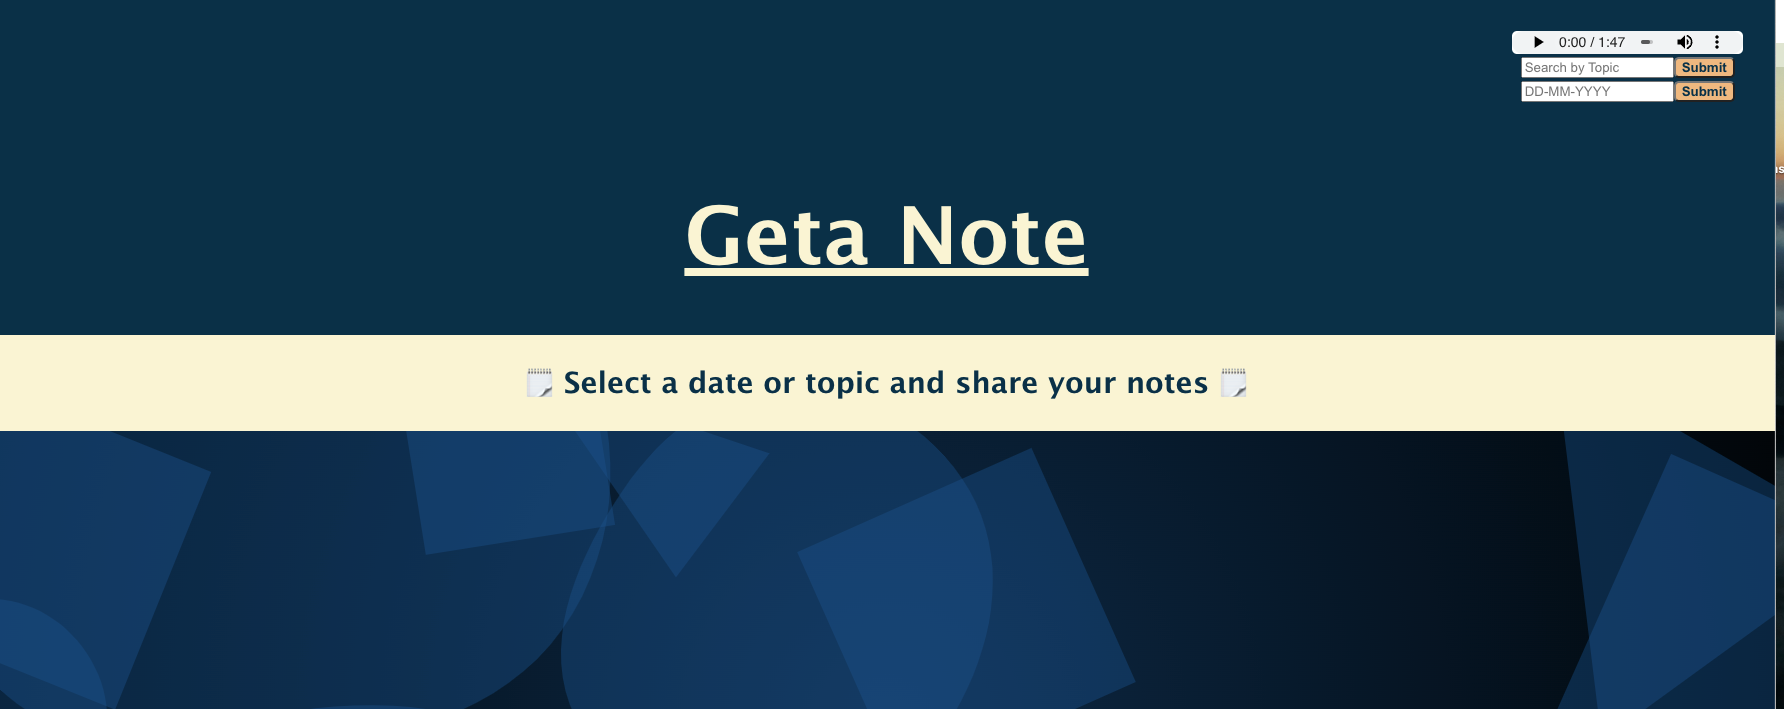 0:00 / 1:47
Search by Topic Submit
DD-MM-YYYY Submit
Geta Note
🗒️ Select a date or topic and share your notes 🗒️